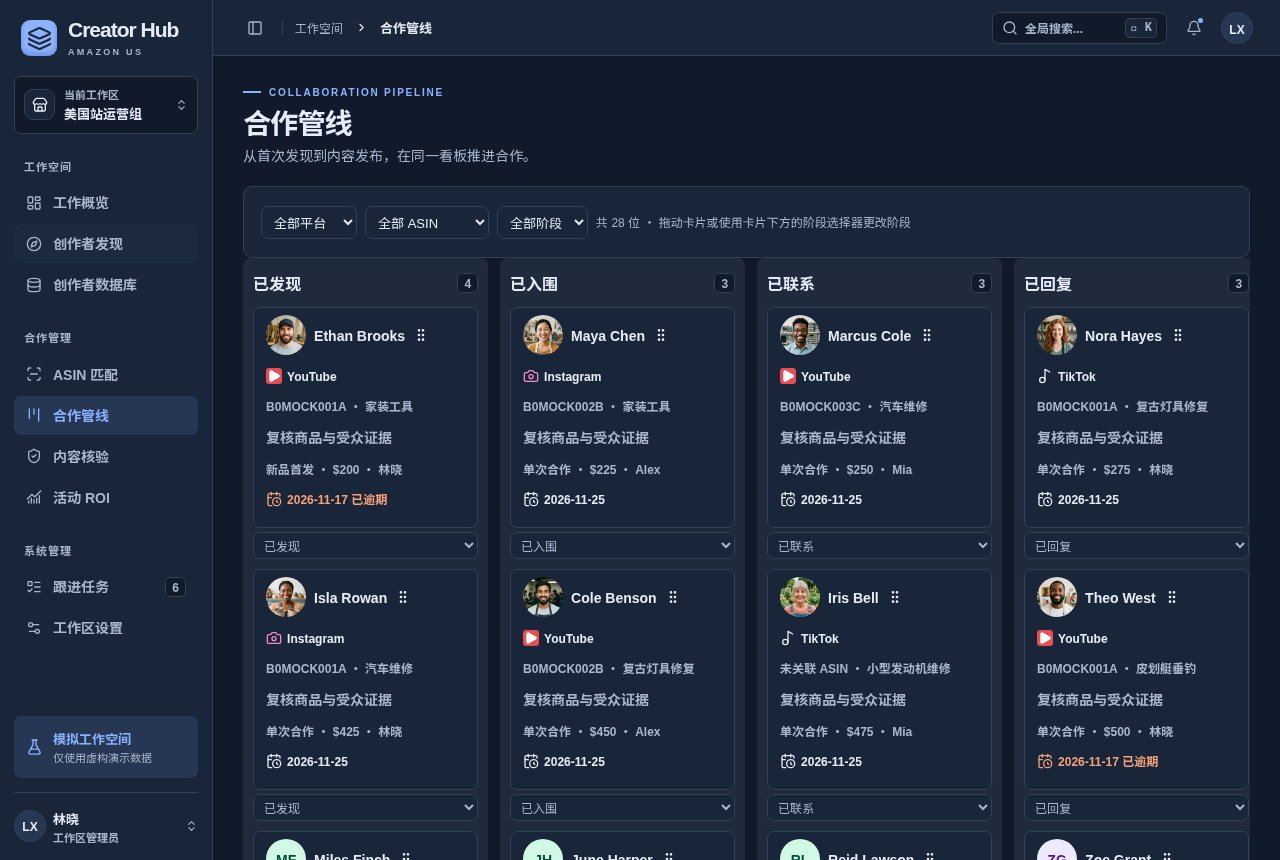 Creator Hub
AMAZON US
当前工作区
美国站运营组
工作空间
工作概览
创作者发现
创作者数据库
合作管理
ASIN 匹配
合作管线
内容核验
活动 ROI
系统管理
跟进任务 6
工作区设置
模拟工作空间
仅使用虚构演示数据
LX 林晓
工作区管理员
工作空间 合作管线
全局搜索... K
LX
COLLABORATION PIPELINE
合作管线
从首次发现到内容发布，在同一看板推进合作。
全部平台 全部 ASIN 全部阶段 共 28 位 • 拖动卡片或使用卡片下方的阶段选择器更改阶段
已发现 4
Ethan Brooks
YouTube
B0MOCK001A • 家装工具
复核商品与受众证据
新品首发 • $200 • 林晓
2026-11-17 已逾期
已发现
Isla Rowan
Instagram
B0MOCK001A • 汽车维修
复核商品与受众证据
单次合作 • $425 • 林晓
2026-11-25
已发现
MF Miles Finch
已入围 3
Maya Chen
Instagram
B0MOCK002B • 家装工具
复核商品与受众证据
单次合作 • $225 • Alex
2026-11-25
已入围
Cole Benson
YouTube
B0MOCK002B • 复古灯具修复
复核商品与受众证据
单次合作 • $450 • Alex
2026-11-25
已入围
JH June Harper
已联系 3
Marcus Cole
YouTube
B0MOCK003C • 汽车维修
复核商品与受众证据
单次合作 • $250 • Mia
2026-11-25
已联系
Iris Bell
TikTok
未关联 ASIN • 小型发动机维修
复核商品与受众证据
单次合作 • $475 • Mia
2026-11-25
已联系
RL Reid Lawson
已回复 3
Nora Hayes
TikTok
B0MOCK001A • 复古灯具修复
复核商品与受众证据
单次合作 • $275 • 林晓
2026-11-25
已回复
Theo West
YouTube
B0MOCK001A • 皮划艇垂钓
复核商品与受众证据
单次合作 • $500 • 林晓
2026-11-17 已逾期
已回复
ZG Zoe Grant